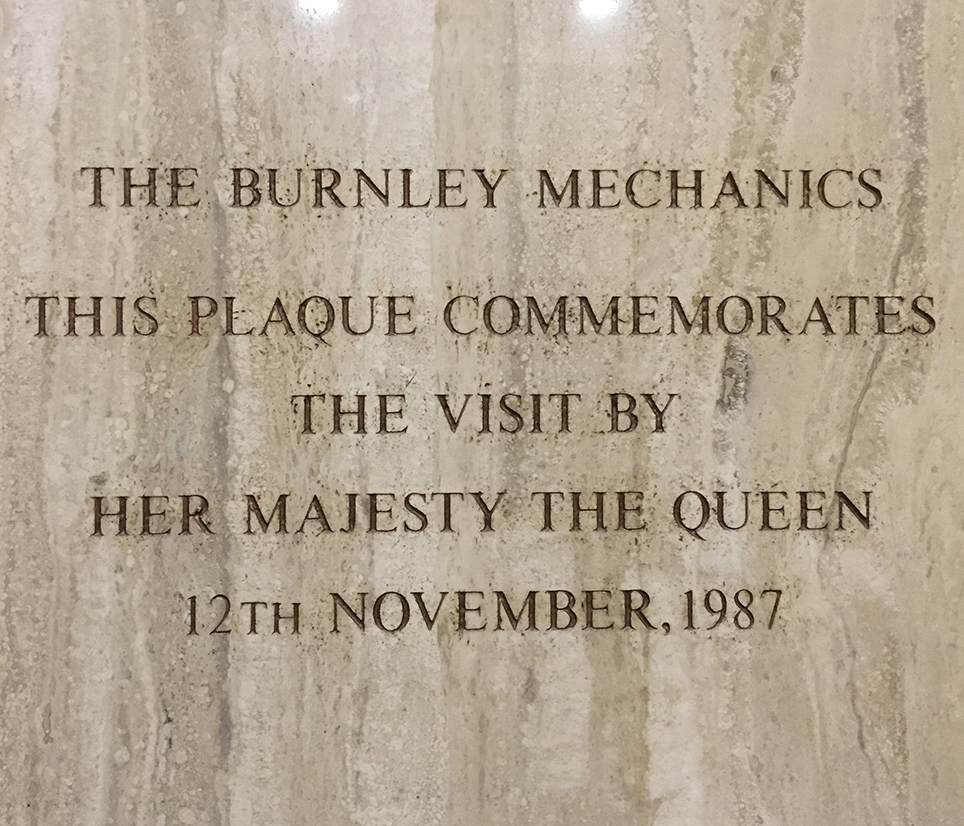 THE BURNLEY MECHANICS
THIS PLAQUE COMMEMORATES
THE VISIT BY
HER MAJESTY THE QUEEN
12TH NOVEMBER, 1987